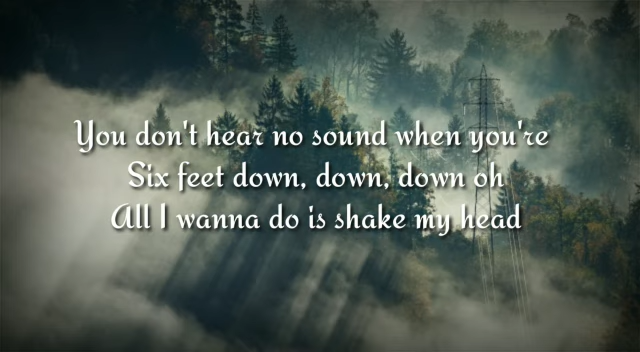 You don't hear no sound when you're
Six feet down, down, down oh
All I wanna do is shake my head